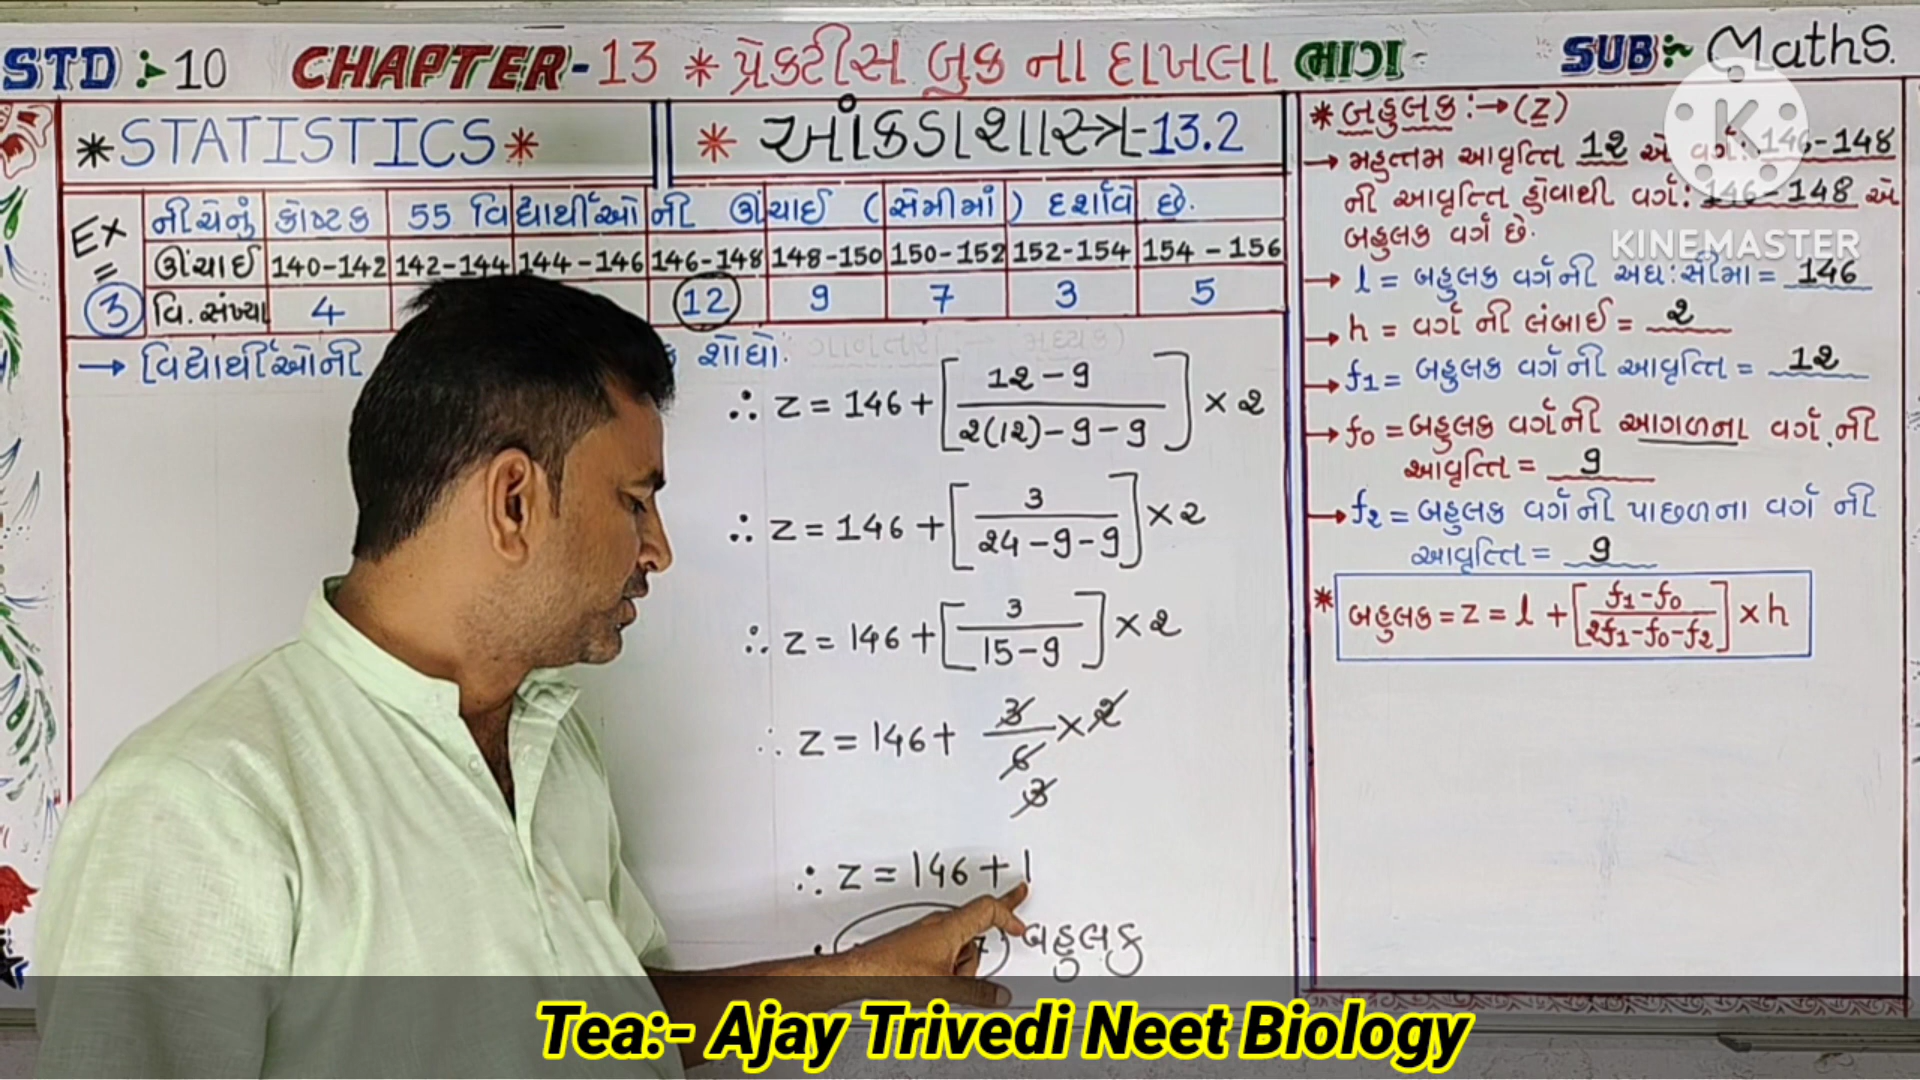 STD :- 10 CHAPTER - 13 * પ્રેક્ટીસ બુક ના દાખલા ભાગ - SUB :- Maths.
* STATISTICS *
* આંકડાશાસ્ત્ર - 13.2
Ex = 3
નીચેનું કોષ્ટક 55 વિદ્યાર્થીઓની ઊંચાઈ (સેમીમાં) દર્શાવે છે.
ઊંચાઈ 140-142 142-144 144-146 146-148 148-150 150-152 152-154 154-156
વિ. સંખ્યા 4 12 9 7 3 5
→ વિદ્યાર્થીઓની શોધો.
∴ z = 146 + [ 12 - 9 / 2(12) - 9 - 9 ] × 2
∴ z = 146 + [ 3 / 24 - 9 - 9 ] × 2
∴ z = 146 + [ 3 / 15 - 9 ] × 2
∴ z = 146 + 3 / 6 × 2
3
∴ z = 146 + 1
બહુલક
* બહુલક :→ (z)
→ મહત્તમ આવૃત્તિ 12 એ વર્ગ: 146-148
ની આવૃત્તિ હોવાથી વર્ગ: 146-148 એ
બહુલક વર્ગ છે.
→ l = બહુલક વર્ગની અધ:સીમા = 146
→ h = વર્ગ ની લંબાઈ = 2
→ f1 = બહુલક વર્ગની આવૃત્તિ = 12
→ f0 = બહુલક વર્ગની આગળના વર્ગ ની
આવૃત્તિ = 9
→ f2 = બહુલક વર્ગની પાછળના વર્ગ ની
આવૃત્તિ = 9
* બહુલક = z = l + [ f1 - f0 / 2f1 - f0 - f2 ] × h
K
KINEMASTER
Tea:- Ajay Trivedi Neet Biology